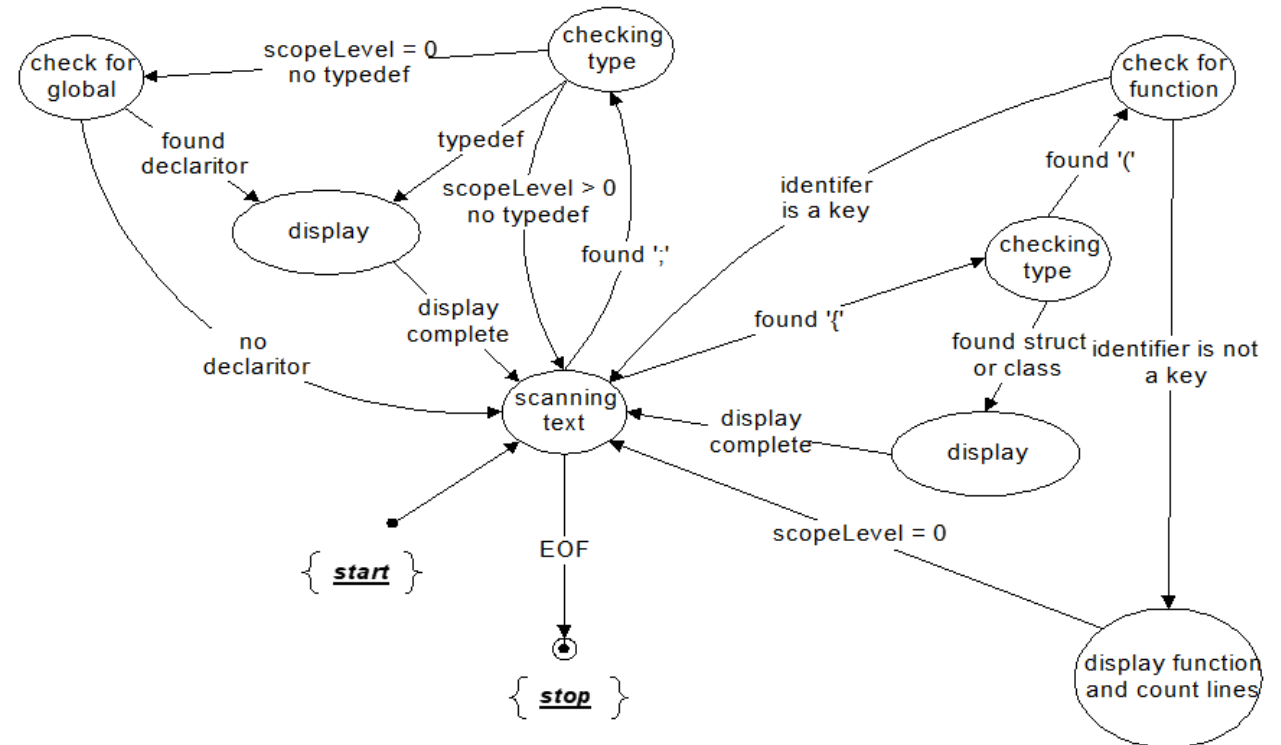 checking
type
scopeLevel = 0
no typedef
check for
global
check for
function
found
declaritor
typedef
found '('
scopeLevel > 0
no typedef
identifer
is a key
display
found ';'
checking
type
display
complete
found '{'
no
declaritor
found struct
or class
identifier is not
a key
scanning
text
display
complete
display
scopeLevel = 0
EOF
{ start }
display function
and count lines
{ stop }